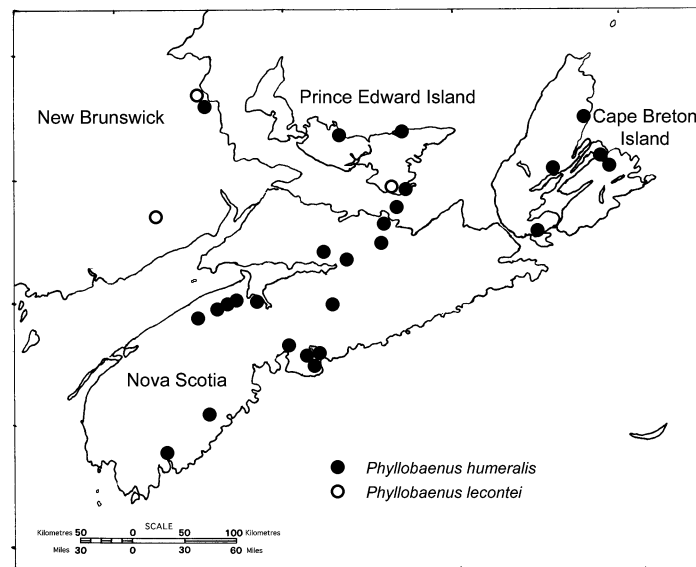 Prince Edward Island
New Brunswick
Cape Breton
Island
Nova Scotia
Phyllobaenus humeralis
Phyllobaenus lecontei
SCALE
Kilometres 50 0 50 100 Kilometres
Miles 30 0 30 60 Miles